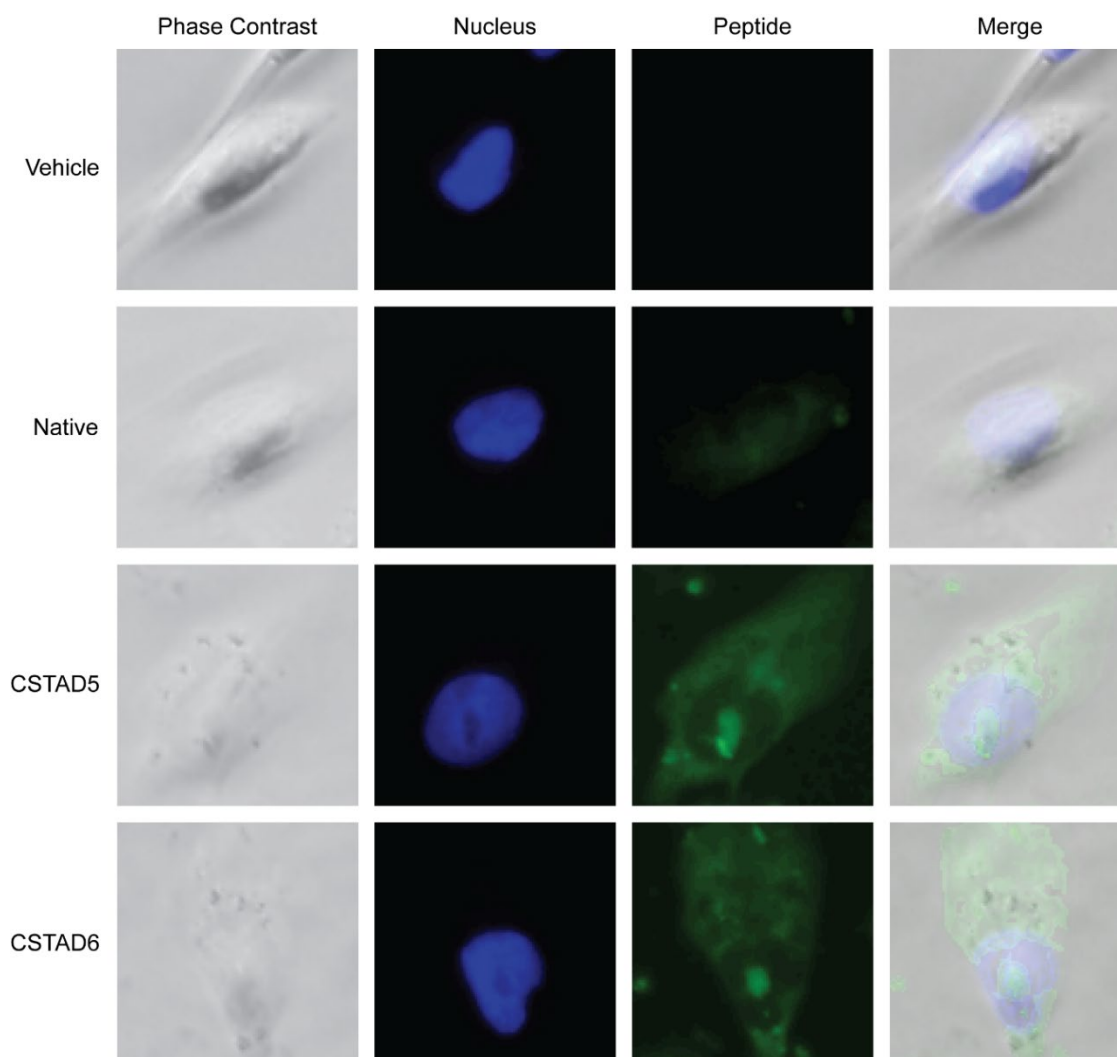 Phase Contrast Nucleus Peptide Merge
Vehicle
Native
CSTAD5
CSTAD6